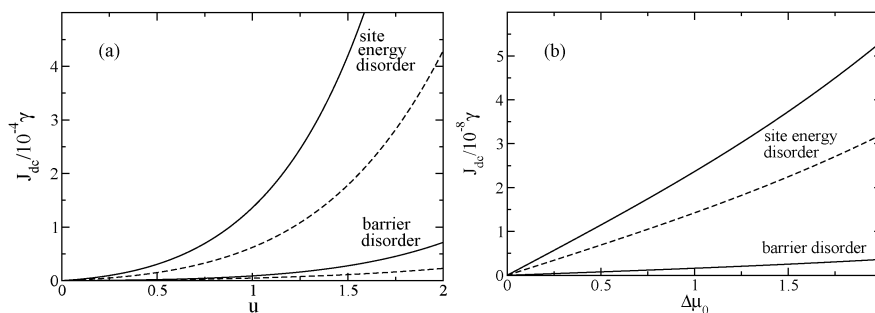 (a)
site
energy
disorder
barrier
disorder
J_dc/10^-4 γ
5
4
3
2
1
0
0 0.5 1 1.5 2
u
(b)
site energy
disorder
barrier disorder
J_dc/10^-8 γ
5
4
3
2
1
0
0 0.5 1 1.5
Δμ_0